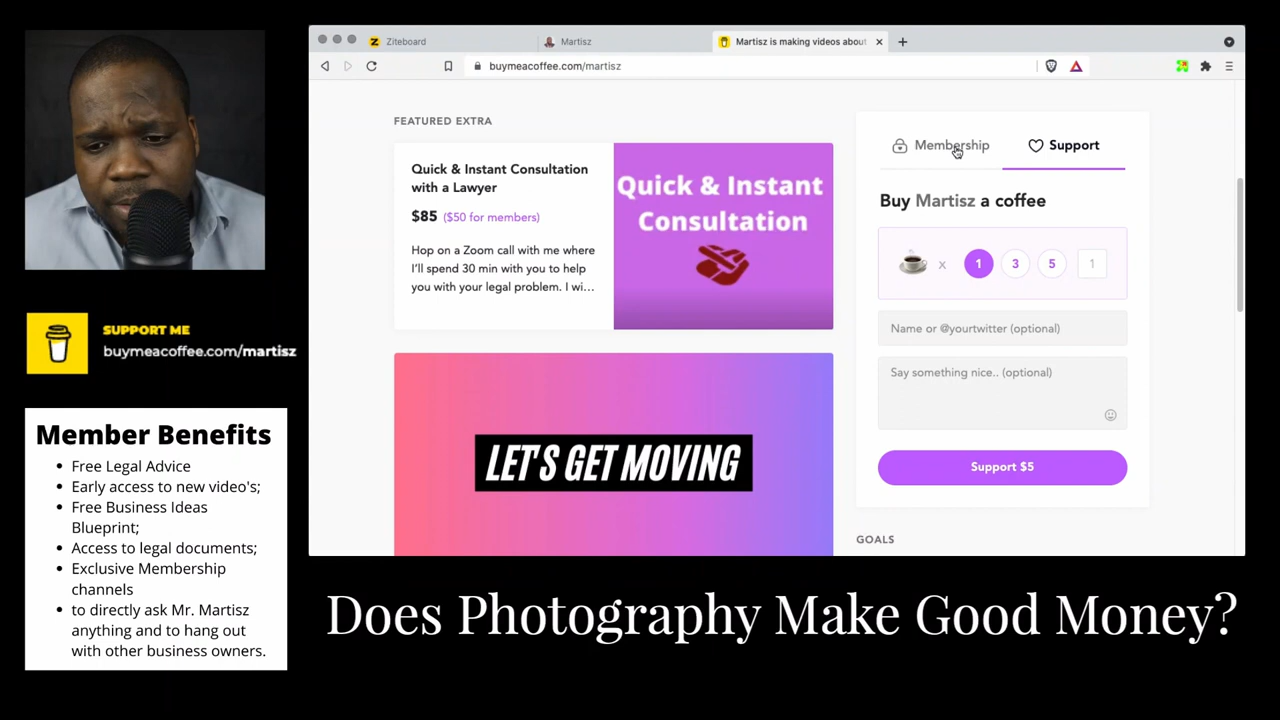 Ziteboard
Martisz
Martisz is making videos about
buymeacoffee.com/martisz
FEATURED EXTRA
Quick & Instant Consultation
with a Lawyer
$85 ($50 for members)
Hop on a Zoom call with me where
I'll spend 30 min with you to help
you with your legal problem. I wi...
Quick & Instant
Consultation
LET'S GET MOVING
Membership
Support
Buy Martisz a coffee
x 1 3 5 1
Name or @yourtwitter (optional)
Say something nice.. (optional)
Support $5
GOALS
SUPPORT ME
buymeacoffee.com/martisz
Member Benefits
• Free Legal Advice
• Early access to new video's;
• Free Business Ideas
Blueprint;
• Access to legal documents;
• Exclusive Membership
channels
• to directly ask Mr. Martisz
anything and to hang out
with other business owners.
Does Photography Make Good Money?